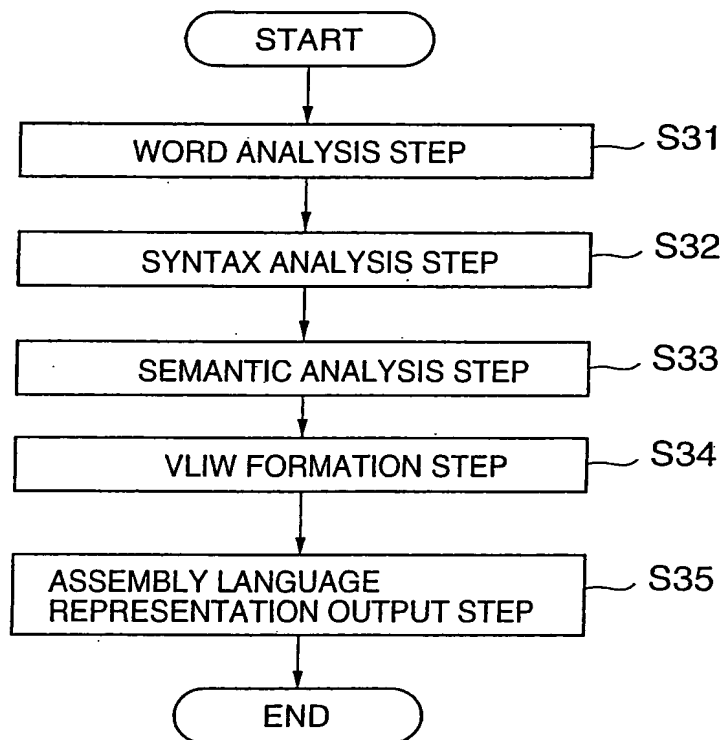 START
WORD ANALYSIS STEP
S31
SYNTAX ANALYSIS STEP
S32
SEMANTIC ANALYSIS STEP
S33
VLIW FORMATION STEP
S34
ASSEMBLY LANGUAGE
REPRESENTATION OUTPUT STEP
S35
END